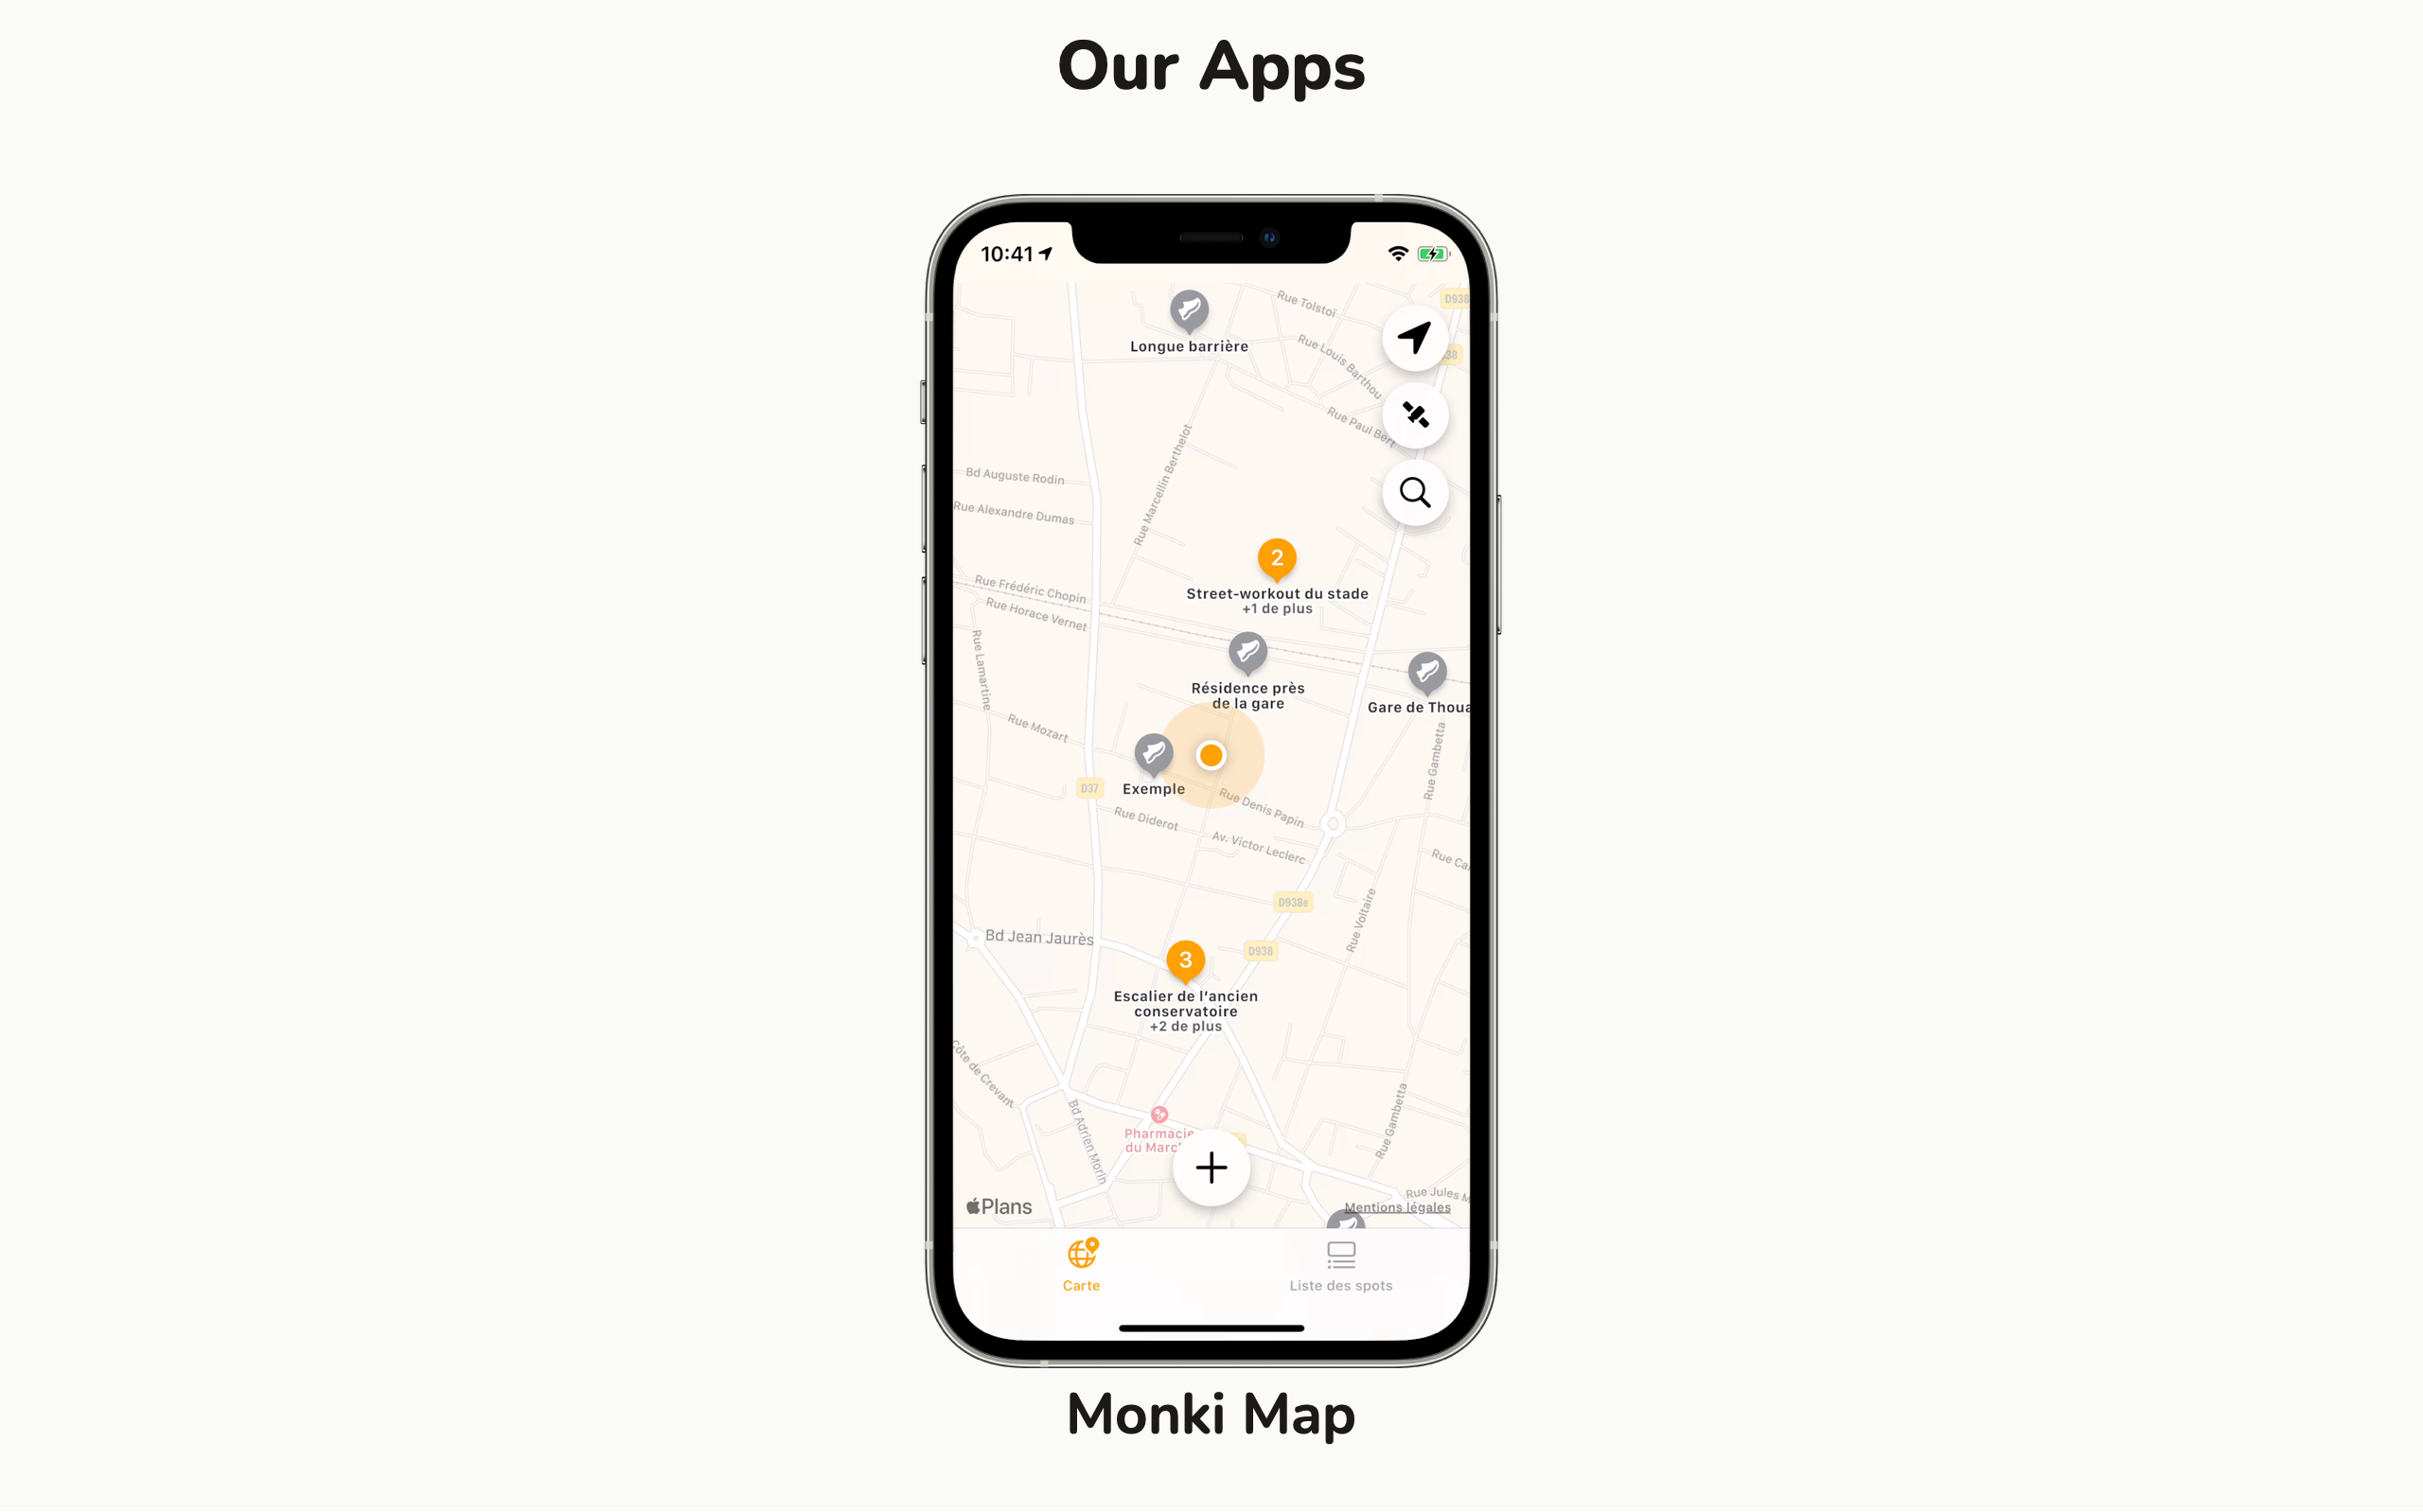 Our Apps
10:41
Rue Tolstoï
D938
Longue barrière
Rue Louis Barthou
38
Rue Paul Bert
Rue Marcellin Berthelot
Bd Auguste Rodin
Rue Alexandre Dumas
2
Street-workout du stade
+1 de plus
Rue Frédéric Chopin
Rue Horace Vernet
Rue Lamartine
Résidence près
de la gare
Gare de Thoua
Rue Mozart
Rue Gambetta
Exemple
D37
Rue Denis Papin
Rue Diderot
Av. Victor Leclerc
Rue Ca
D938e
Rue Voltaire
Bd Jean Jaurès
D938
3
Escalier de l'ancien
conservatoire
+2 de plus
Côte de Crevant
Bd Adrien Morin
Rue Gambetta
Pharmacie
du Marc
Rue Jules M
Plans
Mentions légales
Carte
Liste des spots
Monki Map